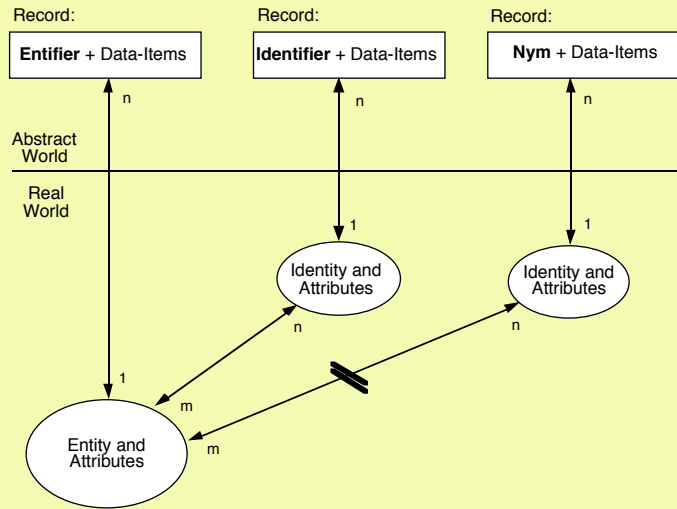 Record:
Record:
Record:
Entifier + Data-Items
Identifier + Data-Items
Nym + Data-Items
n
n
n
Abstract
World
Real
World
1
1
Identity and
Attributes
Identity and
Attributes
n
n
1
m
m
Entity and
Attributes